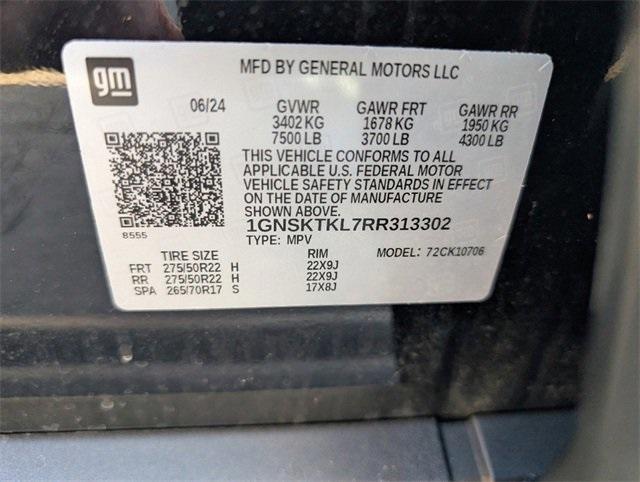 gm
MFD BY GENERAL MOTORS LLC
06/24 GVWR GAWR FRT GAWR RR
3402 KG 1678 KG 1950 KG
7500 LB 3700 LB 4300 LB
THIS VEHICLE CONFORMS TO ALL
APPLICABLE U.S. FEDERAL MOTOR
VEHICLE SAFETY STANDARDS IN EFFECT
ON THE DATE OF MANUFACTURE
SHOWN ABOVE.
8555
1GNSKTKL7RR313302
TYPE: MPV MODEL: 72CK10706
TIRE SIZE RIM
FRT 275/50R22 H 22X9J
RR 275/50R22 H 22X9J
SPA 265/70R17 S 17X8J